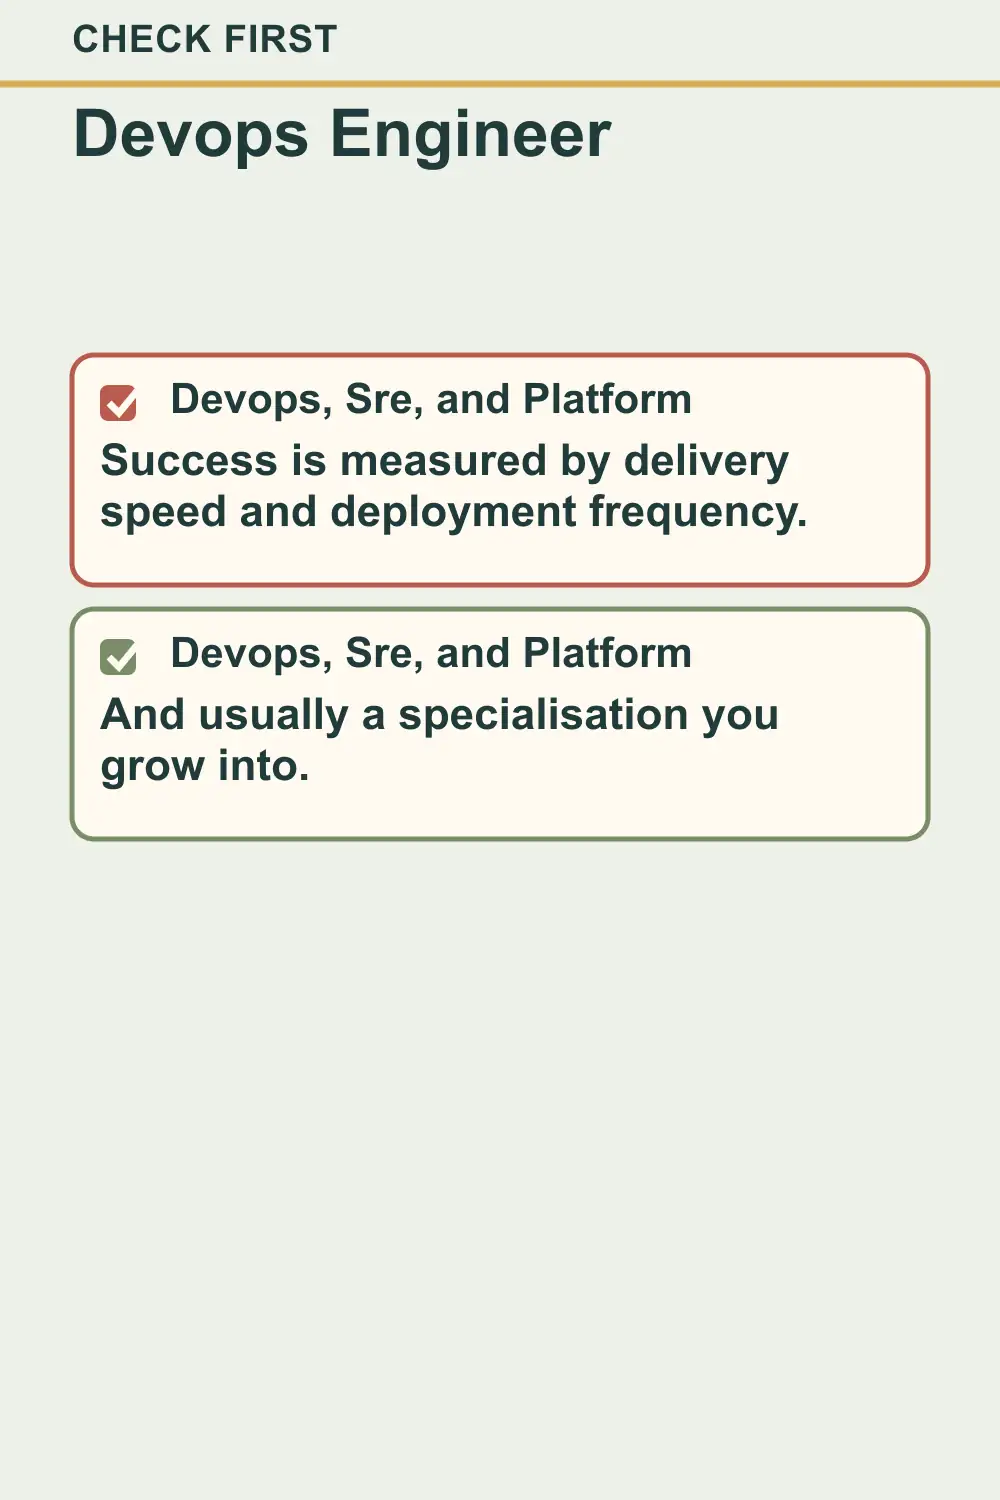 CHECK FIRST
Devops Engineer
Devops, Sre, and Platform
Success is measured by delivery
speed and deployment frequency.
Devops, Sre, and Platform
And usually a specialisation you
grow into.